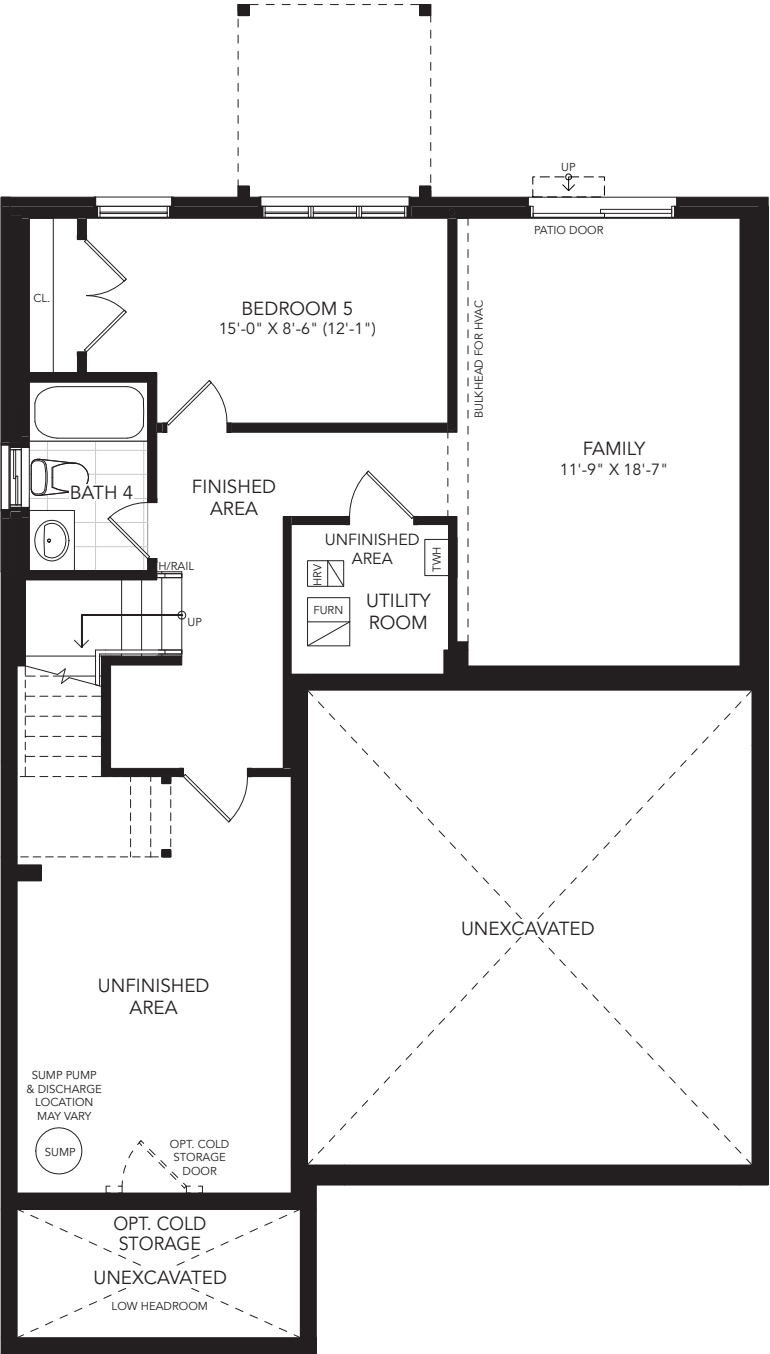 UP
PATIO DOOR
CL.
BEDROOM 5
15'-0" X 8'-6" (12'-1")
BULKHEAD FOR HVAC
FAMILY
11'-9" X 18'-7"
BATH 4
FINISHED
AREA
UNFINISHED
AREA
TWH
HRV
FURN
UTILITY
ROOM
H/RAIL
UP
UNEXCAVATED
UNFINISHED
AREA
SUMP PUMP
& DISCHARGE
LOCATION
MAY VARY
SUMP
OPT. COLD
STORAGE
DOOR
OPT. COLD
STORAGE
UNEXCAVATED
LOW HEADROOM